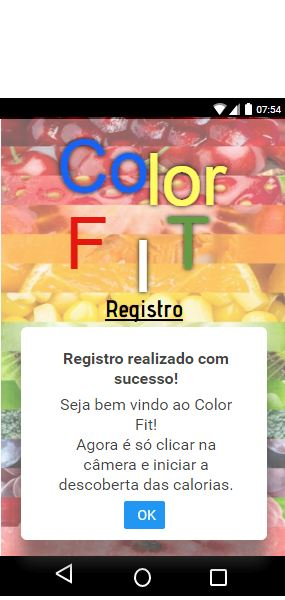 07:54
Color
F I T
Registro
Registro realizado com
sucesso!
Seja bem vindo ao Color
Fit!
Agora é só clicar na
câmera e iniciar a
descoberta das calorias.
OK